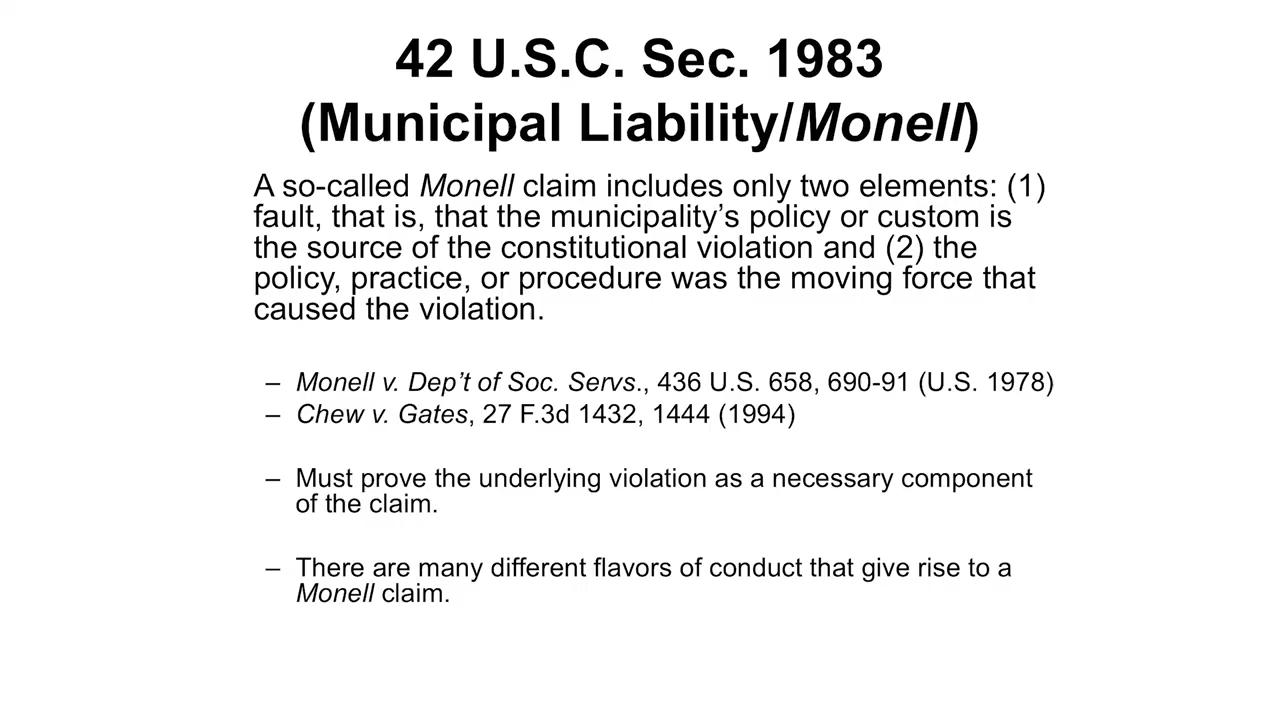 42 U.S.C. Sec. 1983
(Municipal Liability/Monell)
A so-called Monell claim includes only two elements: (1)
fault, that is, that the municipality’s policy or custom is
the source of the constitutional violation and (2) the
policy, practice, or procedure was the moving force that
caused the violation.
– Monell v. Dep’t of Soc. Servs., 436 U.S. 658, 690-91 (U.S. 1978)
– Chew v. Gates, 27 F.3d 1432, 1444 (1994)
– Must prove the underlying violation as a necessary component
of the claim.
– There are many different flavors of conduct that give rise to a
Monell claim.